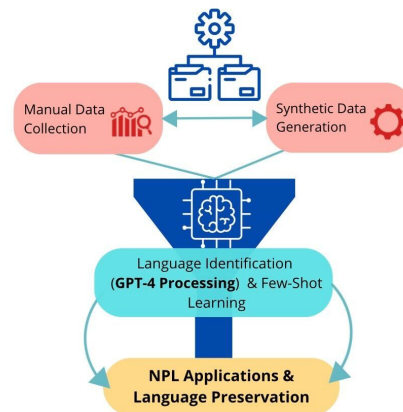 Manual Data
Collection
Synthetic Data
Generation
Language Identification
(GPT-4 Processing) & Few-Shot
Learning
NPL Applications &
Language Preservation